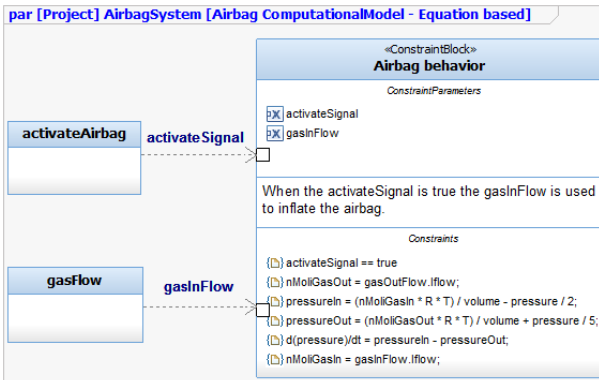 par [Project] AirbagSystem [Airbag ComputationalModel - Equation based]
«ConstraintBlock»
Airbag behavior
ConstraintParameters
activateSignal
gasInFlow
activateAirbag
activateSignal
When the activateSignal is true the gasInFlow is used
to inflate the airbag.
Constraints
activateSignal == true
nMoliGasOut = gasOutFlow.Iflow;
pressureIn = (nMoliGasIn * R * T) / volume - pressure / 2;
pressureOut = (nMoliGasOut * R * T) / volume + pressure / 5;
d(pressure)/dt = pressureIn - pressureOut;
nMoliGasIn = gasInFlow.Iflow;
gasFlow
gasInFlow